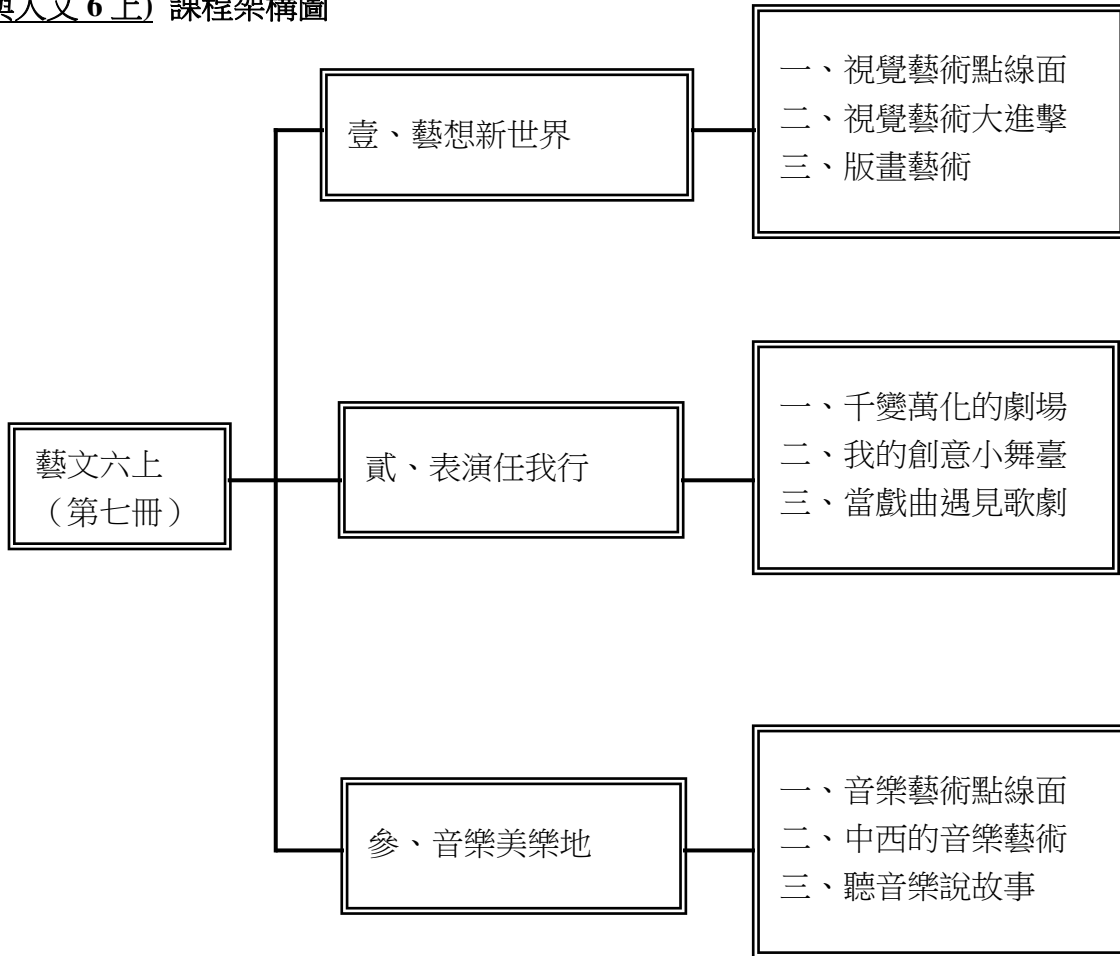 與人文 6 上) 課程架構圖
壹、藝想新世界
一、視覺藝術點線面
二、視覺藝術大進擊
三、版畫藝術
藝文六上
（第七冊）
貳、表演任我行
一、千變萬化的劇場
二、我的創意小舞臺
三、當戲曲遇見歌劇
參、音樂美樂地
一、音樂藝術點線面
二、中西的音樂藝術
三、聽音樂說故事